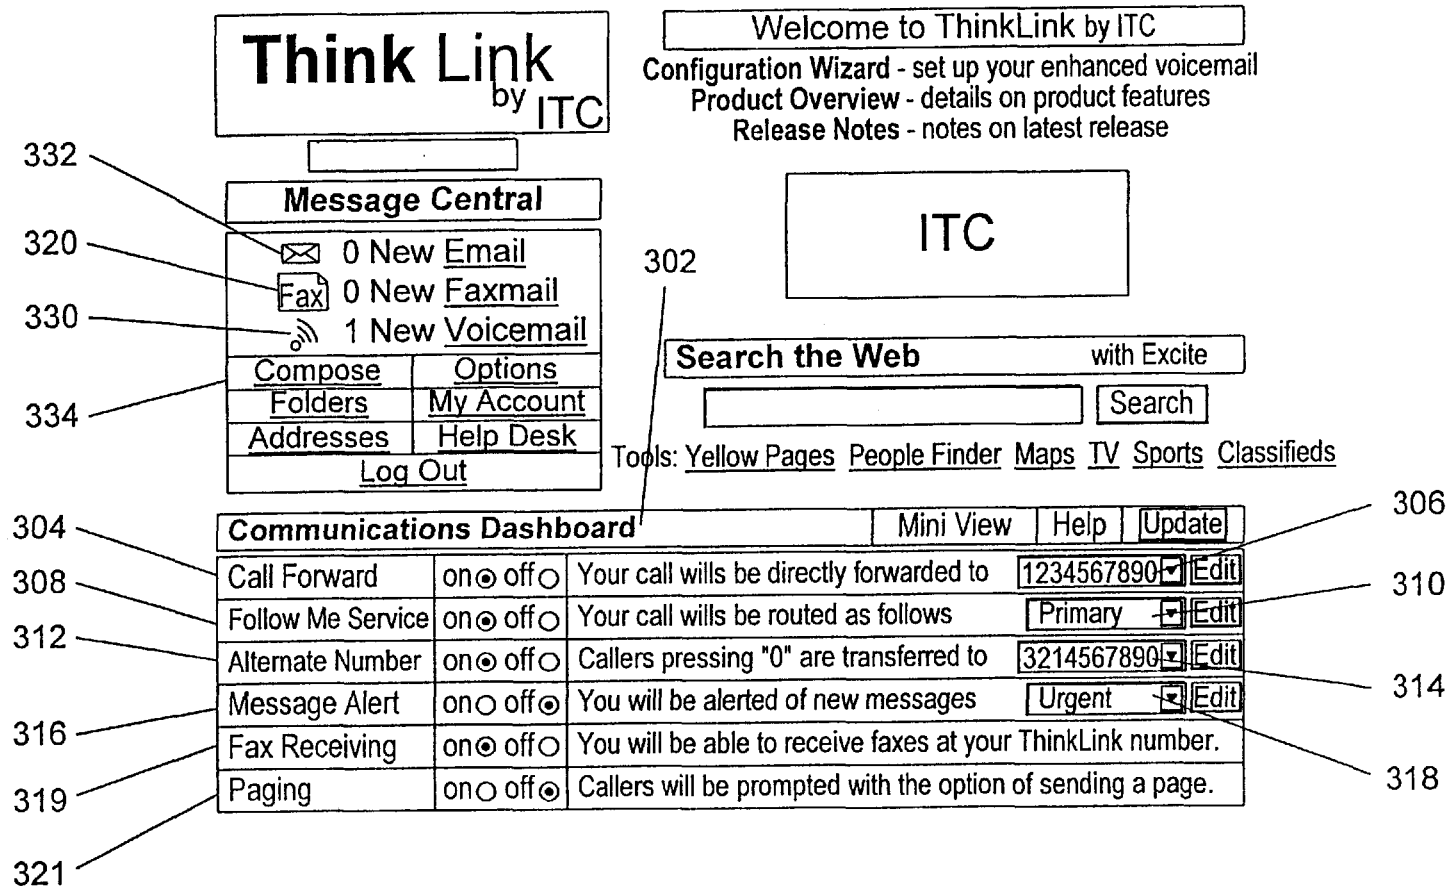 Think Link
by ITC
Welcome to ThinkLink by ITC
Configuration Wizard - set up your enhanced voicemail
Product Overview - details on product features
Release Notes - notes on latest release
332
Message Central
320
0 New Email
Fax 0 New Faxmail
330
1 New Voicemail
334
Compose Options
Folders My Account
Addresses Help Desk
Log Out
302
ITC
Search the Web with Excite
Search
Tools: Yellow Pages People Finder Maps TV Sports Classifieds
Communications Dashboard Mini View Help Update
306
304
Call Forward on off Your call wills be directly forwarded to 1234567890 Edit
308
Follow Me Service on off Your call wills be routed as follows Primary Edit
310
312
Alternate Number on off Callers pressing "0" are transferred to 3214567890 Edit
314
316
Message Alert on off You will be alerted of new messages Urgent Edit
318
319
Fax Receiving on off You will be able to receive faxes at your ThinkLink number.
321
Paging on off Callers will be prompted with the option of sending a page.